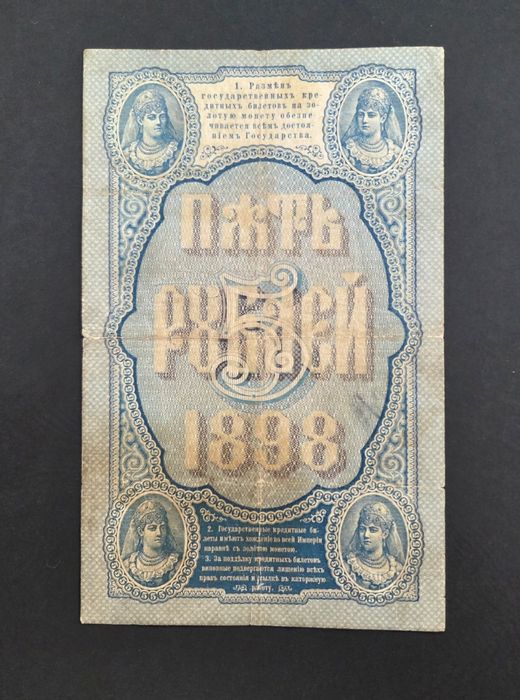 1. Размѣнъ
государственныхъ кре-
дитныхъ билетовъ на зо-
лотую монету обезпе-
чивается всѣмъ достоя-
ніемъ Государства.
ПѦТЬ
РУБЛЕЙ
5
1898
2. Государственные кредитные би-
леты имѣютъ хожденіе во всей Имперіи
наравнѣ съ золотою монетою.
3. За поддѣлку кредитныхъ билетовъ
виновные подвергаются лишенію всѣхъ
правъ состоянія и ссылкѣ въ каторжную
работу.